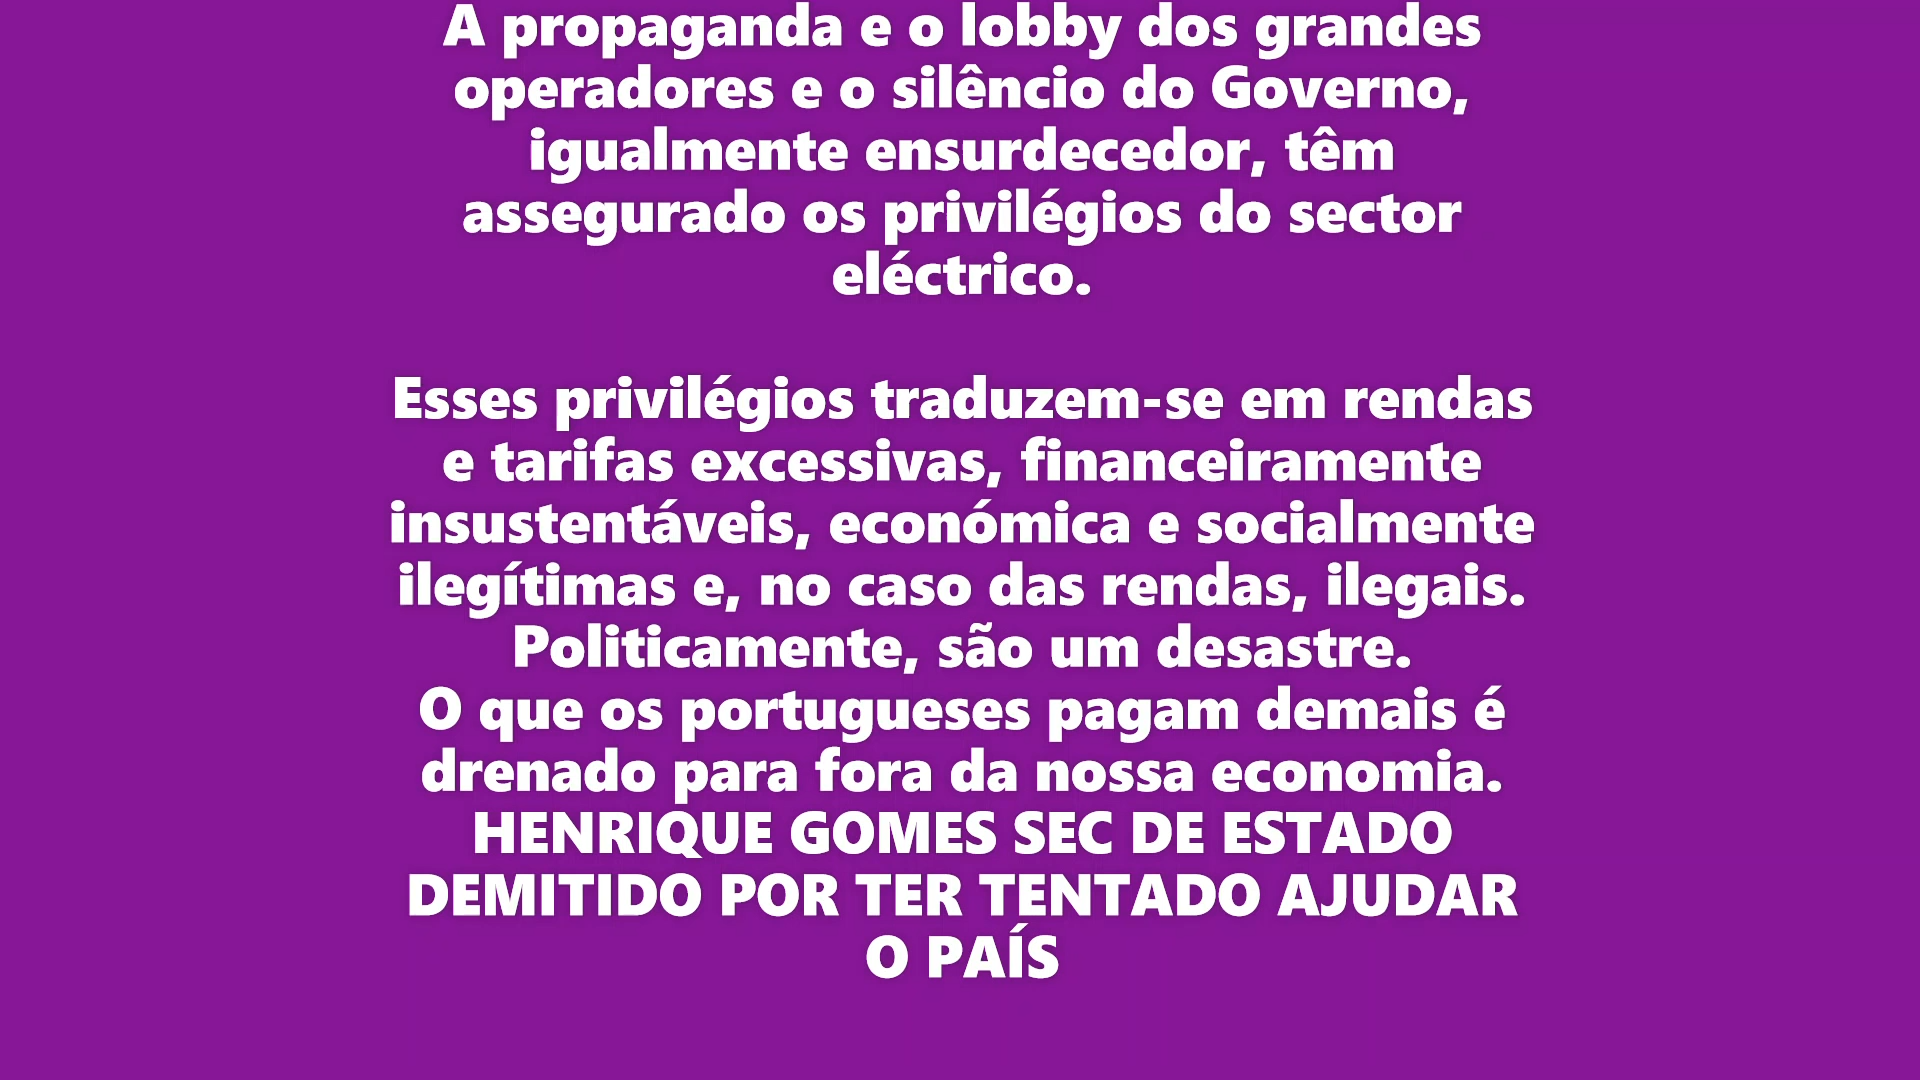 A propaganda e o lobby dos grandes
operadores e o silêncio do Governo,
igualmente ensurdecedor, têm
assegurado os privilégios do sector
eléctrico.
Esses privilégios traduzem-se em rendas
e tarifas excessivas, financeiramente
insustentáveis, económica e socialmente
ilegítimas e, no caso das rendas, ilegais.
Politicamente, são um desastre.
O que os portugueses pagam demais é
drenado para fora da nossa economia.
HENRIQUE GOMES SEC DE ESTADO
DEMITIDO POR TER TENTADO AJUDAR
O PAÍS